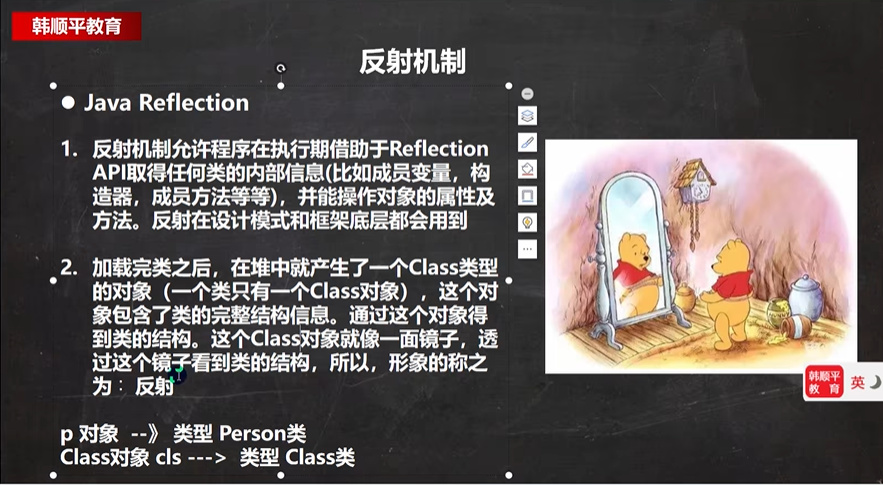 韩顺平教育
反射机制
● Java Reflection
1. 反射机制允许程序在执行期借助于Reflection
API取得任何类的内部信息(比如成员变量，构
造器，成员方法等等)，并能操作对象的属性及
方法。反射在设计模式和框架底层都会用到
2. 加载完类之后，在堆中就产生了一个Class类型
的对象（一个类只有一个Class对象），这个对
象包含了类的完整结构信息。通过这个对象得
到类的结构。这个Class对象就像一面镜子，透
过这个镜子看到类的结构，所以，形象的称之
为：反射
p 对象 --》 类型 Person类
Class对象 cls ---> 类型 Class类
韩顺平
教 育
英